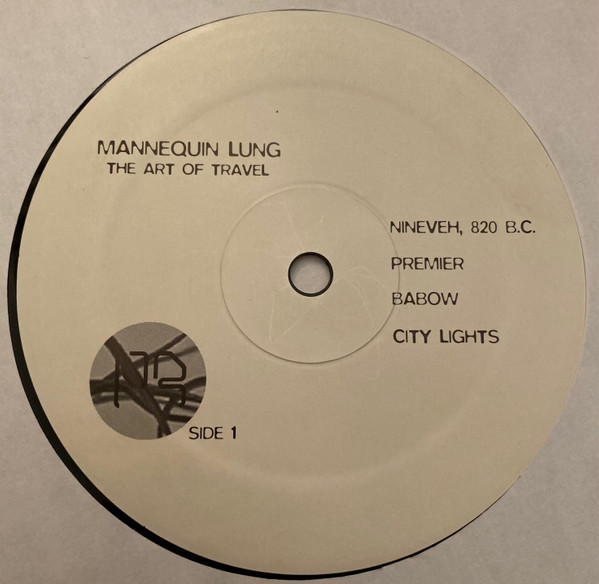 MANNEQUIN LUNG
THE ART OF TRAVEL
NINEVEH, 820 B.C.
PREMIER
BABOW
CITY LIGHTS
SIDE 1